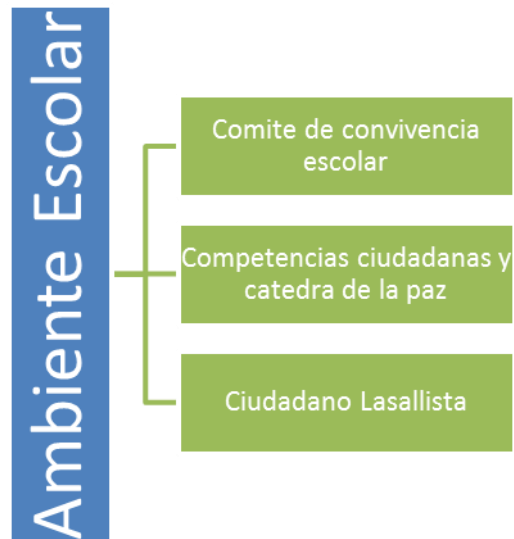 Ambiente Escolar
Comite de convivencia
escolar
Competencias ciudadanas y
catedra de la paz
Ciudadano Lasallista